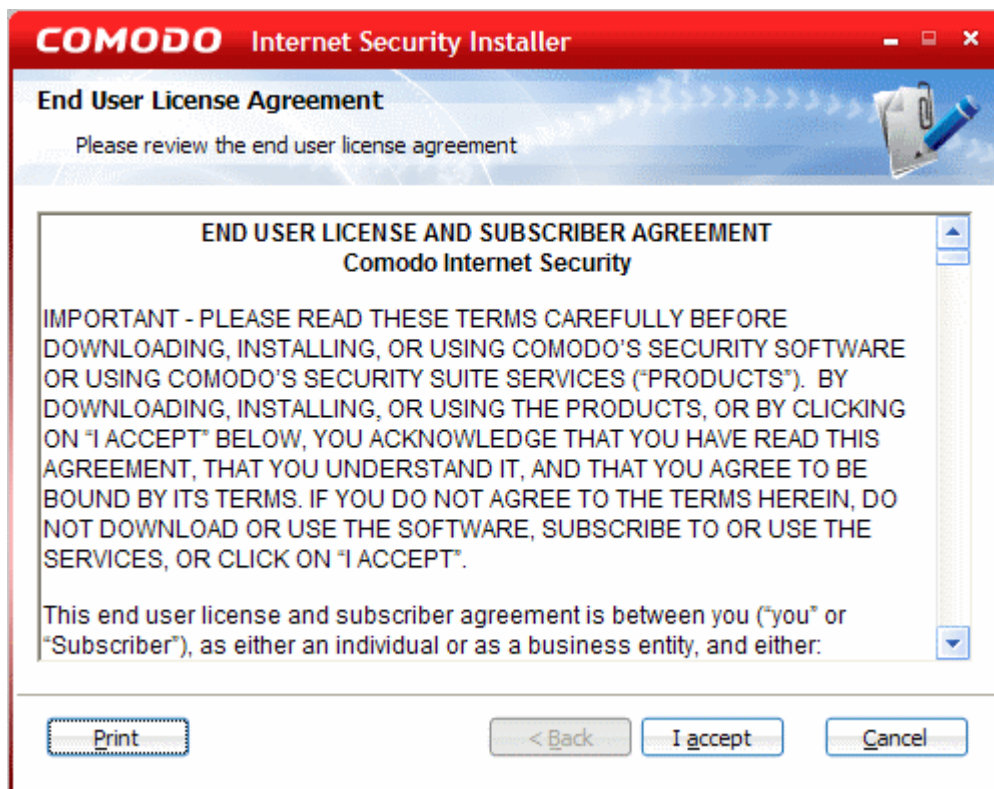 COMODO Internet Security Installer
End User License Agreement
Please review the end user license agreement
END USER LICENSE AND SUBSCRIBER AGREEMENT
Comodo Internet Security
IMPORTANT - PLEASE READ THESE TERMS CAREFULLY BEFORE
DOWNLOADING, INSTALLING, OR USING COMODO’S SECURITY SOFTWARE
OR USING COMODO’S SECURITY SUITE SERVICES (“PRODUCTS”).  BY
DOWNLOADING, INSTALLING, OR USING THE PRODUCTS, OR BY CLICKING
ON “I ACCEPT” BELOW, YOU ACKNOWLEDGE THAT YOU HAVE READ THIS
AGREEMENT, THAT YOU UNDERSTAND IT, AND THAT YOU AGREE TO BE
BOUND BY ITS TERMS. IF YOU DO NOT AGREE TO THE TERMS HEREIN, DO
NOT DOWNLOAD OR USE THE SOFTWARE, SUBSCRIBE TO OR USE THE
SERVICES, OR CLICK ON “I ACCEPT”.
This end user license and subscriber agreement is between you (“you” or
“Subscriber”), as either an individual or as a business entity, and either:
Print
< Back
I accept
Cancel